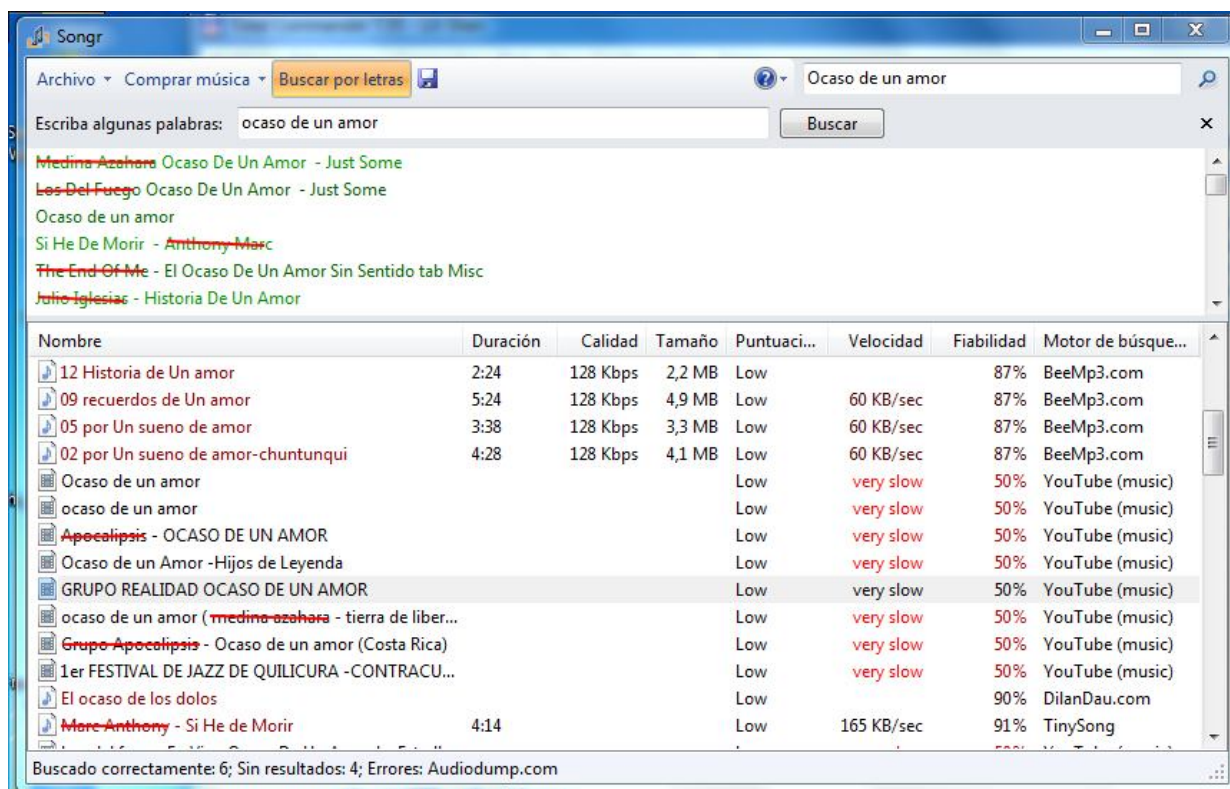 Songr
Archivo Comprar música Buscar por letras Ocaso de un amor
Escriba algunas palabras: ocaso de un amor Buscar
Medina Azahara Ocaso De Un Amor - Just Some
Los Del Fuego Ocaso De Un Amor - Just Some
Ocaso de un amor
Si He De Morir - Anthony Marc
The End Of Me - El Ocaso De Un Amor Sin Sentido tab Misc
Julio Iglesias - Historia De Un Amor
Nombre Duración Calidad Tamaño Puntuaci... Velocidad Fiabilidad Motor de búsque...
12 Historia de Un amor 2:24 128 Kbps 2,2 MB Low 87% BeeMp3.com
09 recuerdos de Un amor 5:24 128 Kbps 4,9 MB Low 60 KB/sec 87% BeeMp3.com
05 por Un sueno de amor 3:38 128 Kbps 3,3 MB Low 60 KB/sec 87% BeeMp3.com
02 por Un sueno de amor-chuntunqui 4:28 128 Kbps 4,1 MB Low 60 KB/sec 87% BeeMp3.com
Ocaso de un amor Low very slow 50% YouTube (music)
ocaso de un amor Low very slow 50% YouTube (music)
Apocalipsis - OCASO DE UN AMOR Low very slow 50% YouTube (music)
Ocaso de un Amor -Hijos de Leyenda Low very slow 50% YouTube (music)
GRUPO REALIDAD OCASO DE UN AMOR Low very slow 50% YouTube (music)
ocaso de un amor ( medina azahara - tierra de liber... Low very slow 50% YouTube (music)
Grupo Apocalipsis - Ocaso de un amor (Costa Rica) Low very slow 50% YouTube (music)
1er FESTIVAL DE JAZZ DE QUILICURA -CONTRACU... Low very slow 50% YouTube (music)
El ocaso de los dolos Low 90% DilanDau.com
Marc Anthony - Si He de Morir 4:14 Low 165 KB/sec 91% TinySong
Buscado correctamente: 6; Sin resultados: 4; Errores: Audiodump.com